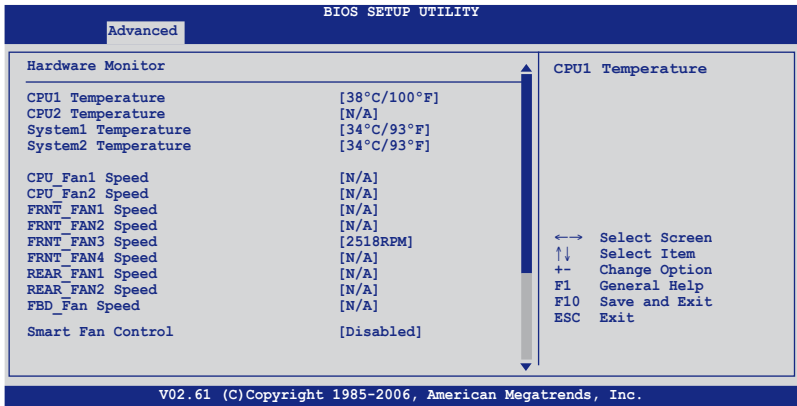 BIOS SETUP UTILITY
Advanced
Hardware Monitor
CPU1 Temperature [38°C/100°F]
CPU2 Temperature [N/A]
System1 Temperature [34°C/93°F]
System2 Temperature [34°C/93°F]
CPU_Fan1 Speed [N/A]
CPU_Fan2 Speed [N/A]
FRNT_FAN1 Speed [N/A]
FRNT_FAN2 Speed [N/A]
FRNT_FAN3 Speed [2518RPM]
FRNT_FAN4 Speed [N/A]
REAR_FAN1 Speed [N/A]
REAR_FAN2 Speed [N/A]
FBD_Fan Speed [N/A]
Smart Fan Control [Disabled]
CPU1 Temperature
←→ Select Screen
↑↓ Select Item
+- Change Option
F1 General Help
F10 Save and Exit
ESC Exit
V02.61 (C)Copyright 1985-2006, American Megatrends, Inc.